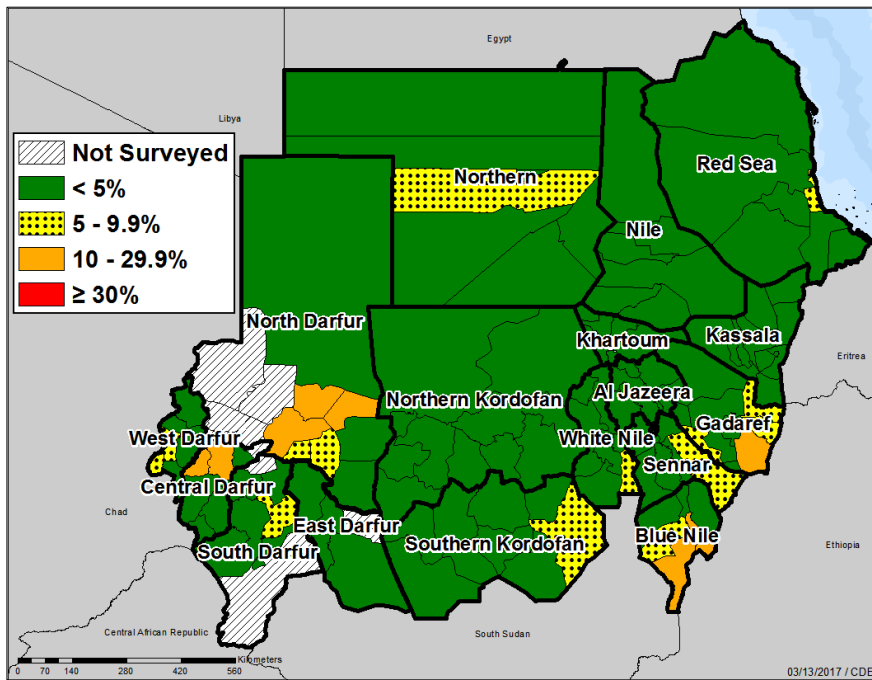 Egypt
Libya
Not Surveyed
< 5%
5 - 9.9%
10 - 29.9%
≥ 30%
Red Sea
Northern
Nile
North Darfur
Khartoum
Kassala
Eritrea
Northern Kordofan
Al Jazeera
Gadaref
West Darfur
White Nile
Sennar
Central Darfur
Chad
East Darfur
South Darfur
Southern Kordofan
Blue Nile
Ethiopia
Central African Republic
South Sudan
Kilometers
0 70 140 280 420 560
03/13/2017 / CDE